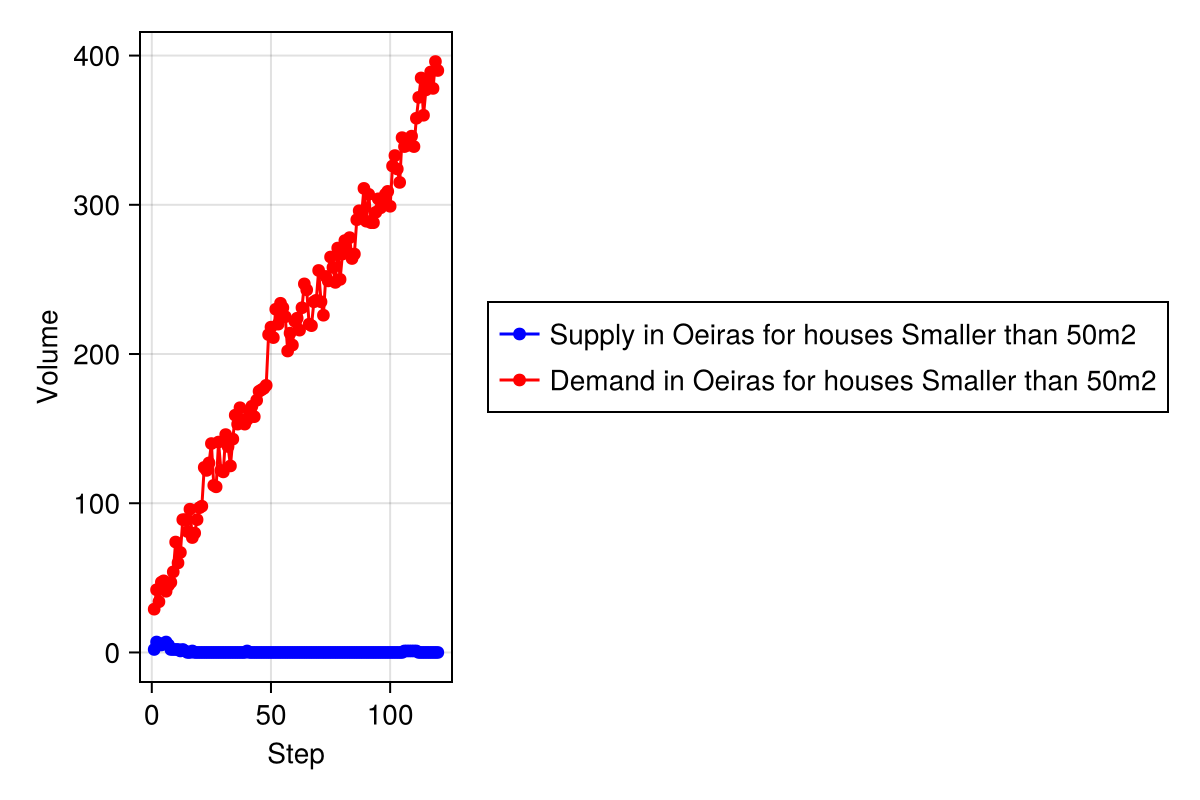 400
300
200
100
0
Volume
0 50 100
Step
Supply in Oeiras for houses Smaller than 50m2
Demand in Oeiras for houses Smaller than 50m2